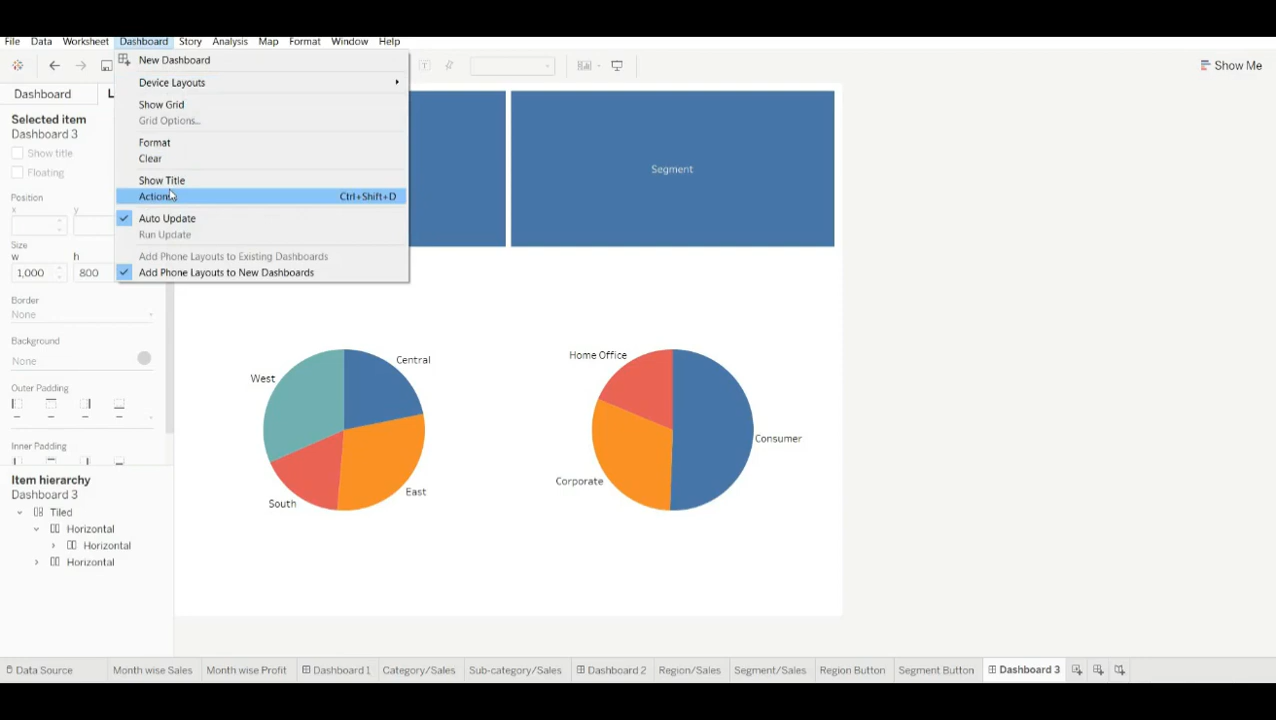 File Data Worksheet Dashboard Story Analysis Map Format Window Help
New Dashboard
Show Me
Device Layouts
Dashboard
Show Grid
Grid Options...
Selected item
Dashboard 3
Show title
Format
Clear
Floating
Show Title
Position
Actions Ctrl+Shift+D
x y
Auto Update
Run Update
Size
w h
Add Phone Layouts to Existing Dashboards
1,000 800
Add Phone Layouts to New Dashboards
Segment
Border
None
Background
None
Outer Padding
Inner Padding
Central
West
East
South
Home Office
Consumer
Corporate
Item hierarchy
Dashboard 3
Tiled
Horizontal
Horizontal
Horizontal
Data Source Month wise Sales Month wise Profit Dashboard 1 Category/Sales Sub-category/Sales Dashboard 2 Region/Sales Segment/Sales Region Button Segment Button Dashboard 3